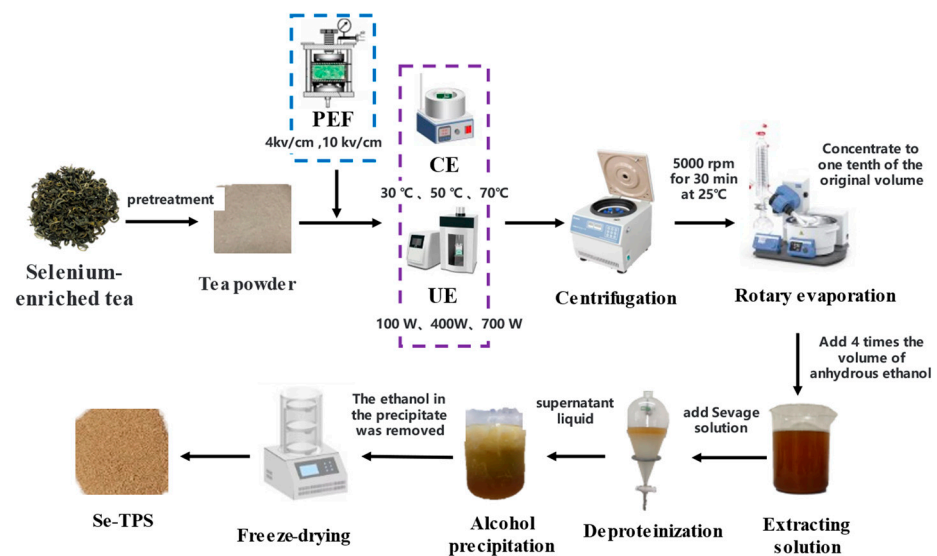 PEF
4kv/cm ,10 kv/cm
CE
30 ℃、50 ℃、70℃
UE
100 W、400W、700 W
Selenium-
enriched tea
pretreatment
Tea powder
Centrifugation
5000 rpm
for 30 min
at 25℃
Rotary evaporation
Concentrate to
one tenth of the
original volume
Add 4 times the
volume of
anhydrous ethanol
Extracting
solution
add Sevage
solution
Deproteinization
supernatant
liquid
Alcohol
precipitation
The ethanol in
the precipitate
was removed
Freeze-drying
Se-TPS